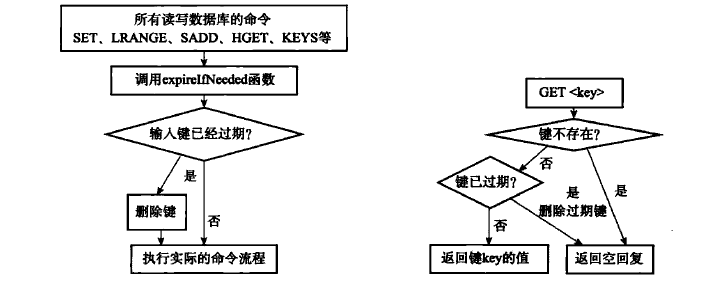 所有读写数据库的命令
SET、LRANGE、SADD、HGET、KEYS等
调用expireIfNeeded函数
输入键已经过期?
是
删除键
否
执行实际的命令流程
GET <key>
键不存在?
否
键已过期?
是
删除过期键
是
否
返回键key的值
返回空回复